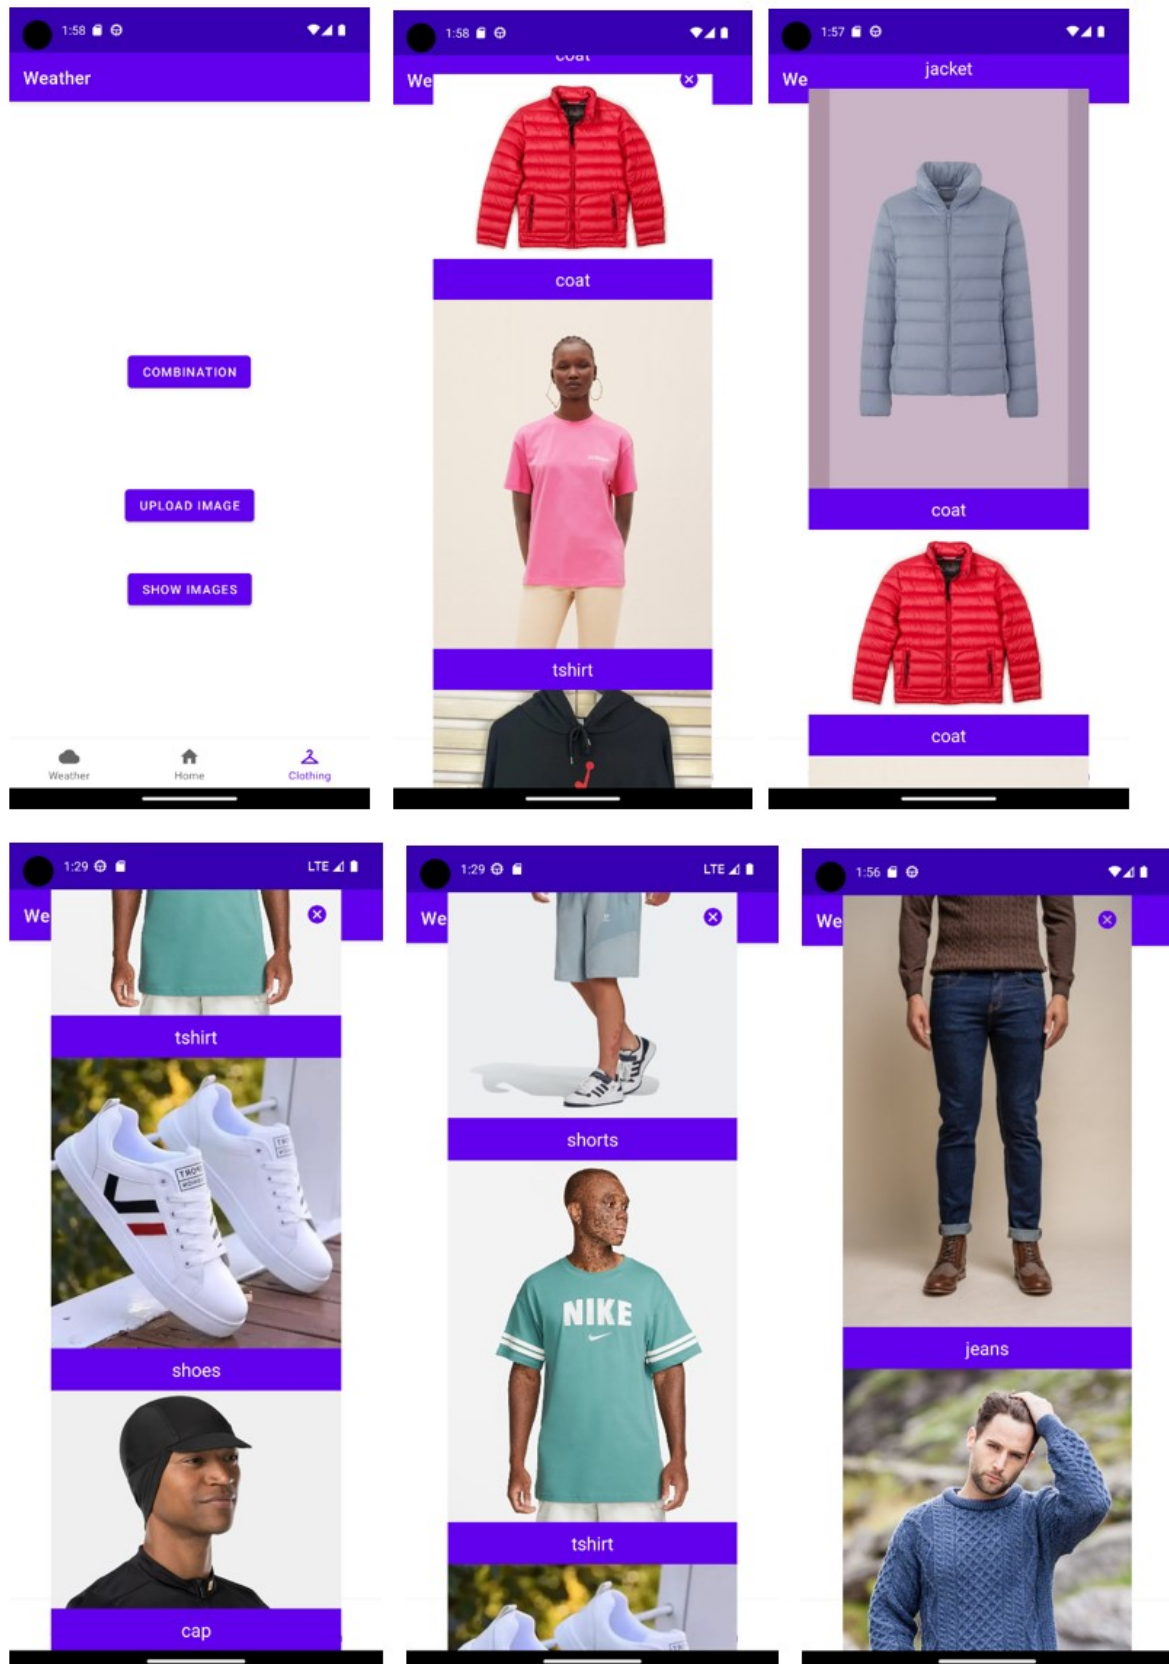 1:58
Weather
COMBINATION
UPLOAD IMAGE
SHOW IMAGES
Weather
Home
Clothing
1:58
coat
We
coat
tshirt
1:57
jacket
We
coat
coat
1:29
LTE
We
tshirt
shoes
cap
1:29
LTE
We
shorts
NIKE
tshirt
1:56
We
jeans